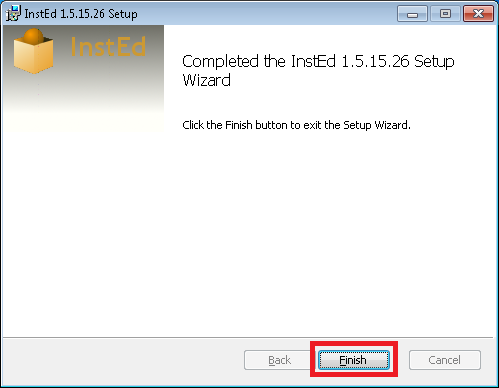 InstEd 1.5.15.26 Setup
InstEd
Completed the InstEd 1.5.15.26 Setup
Wizard
Click the Finish button to exit the Setup Wizard.
Back
Finish
Cancel